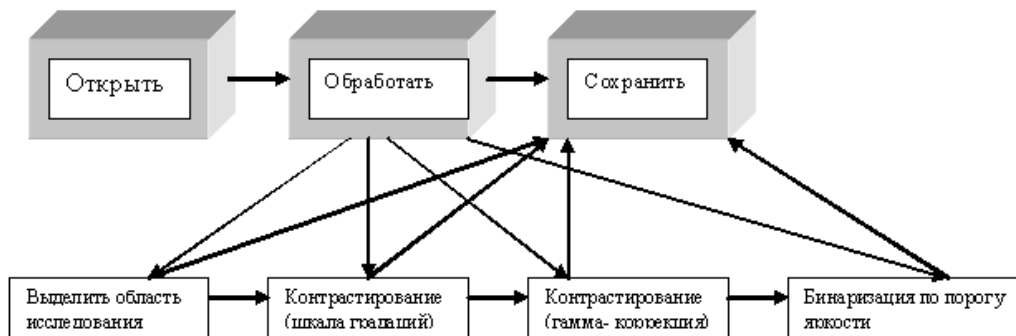 Открыть
Обработать
Сохранить
Выделить область
исследования
Контрастирование
(шкала градаций)
Контрастирование
(гамма- коррекция)
Бинаризация по порогу
яркости